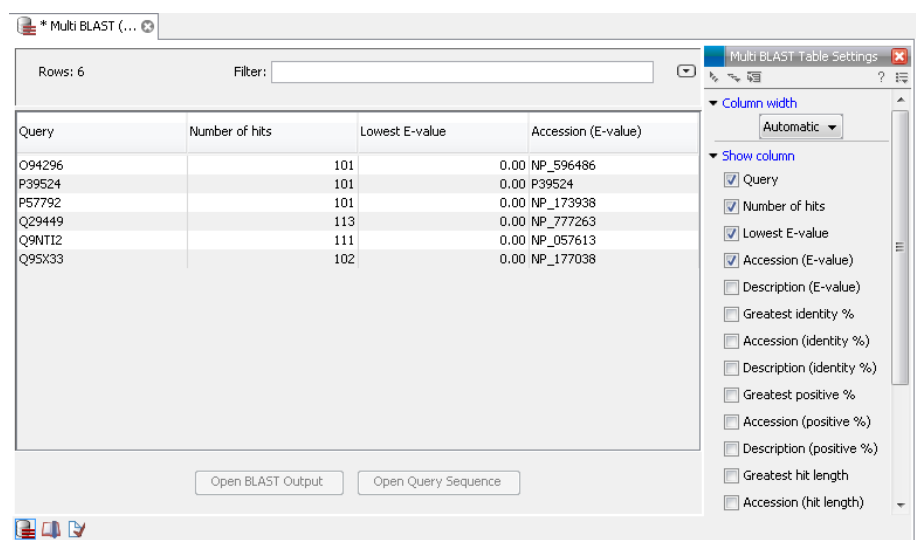 * Multi BLAST (...
Rows: 6
Filter:
Query Number of hits Lowest E-value Accession (E-value)
O94296 101 0.00 NP_596486
P39524 101 0.00 P39524
P57792 101 0.00 NP_173938
Q29449 113 0.00 NP_777263
Q9NTI2 111 0.00 NP_057613
Q9SX33 102 0.00 NP_177038
Open BLAST Output Open Query Sequence
Multi BLAST Table Settings
?
Column width
Automatic
Show column
Query
Number of hits
Lowest E-value
Accession (E-value)
Description (E-value)
Greatest identity %
Accession (identity %)
Description (identity %)
Greatest positive %
Accession (positive %)
Description (positive %)
Greatest hit length
Accession (hit length)